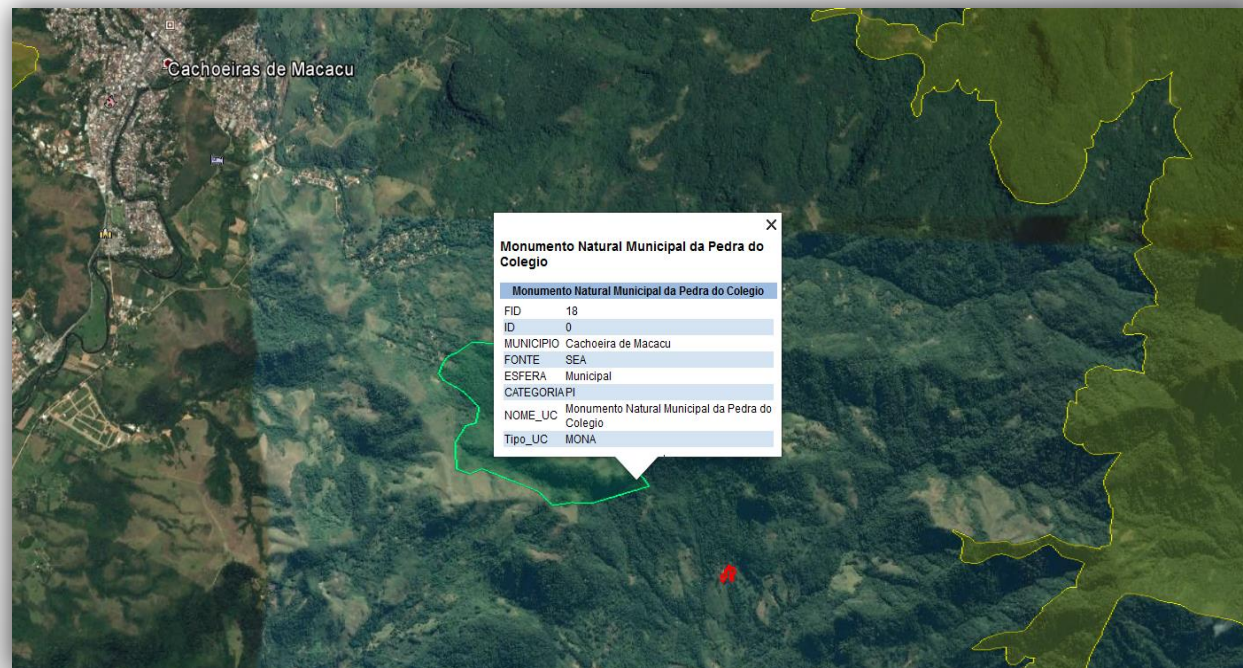 Cachoeiras de Macacu
Monumento Natural Municipal da Pedra do
Colegio
Monumento Natural Municipal da Pedra do Colegio
FID 18
ID 0
MUNICIPIO Cachoeira de Macacu
FONTE SEA
ESFERA Municipal
CATEGORIA PI
NOME_UC Monumento Natural Municipal da Pedra do
Colegio
Tipo_UC MONA